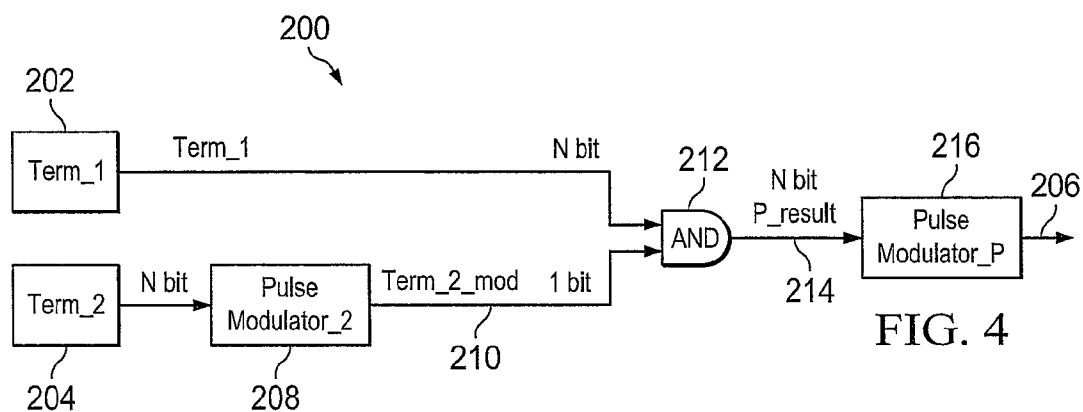 200
202
Term_1
Term_1
N bit
212
AND
N bit
P_result
214
216
Pulse
Modulator_P
206
Term_2
204
N bit
Pulse
Modulator_2
208
Term_2_mod
1 bit
210
FIG. 4